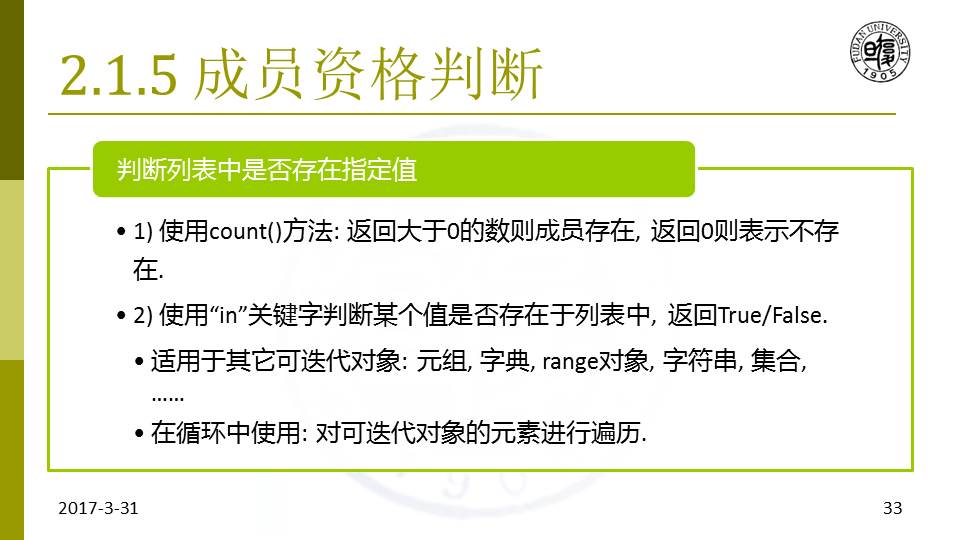 2.1.5 成员资格判断
FUDAN UNIVERSITY
1905
判断列表中是否存在指定值
• 1) 使用count()方法: 返回大于0的数则成员存在, 返回0则表示不存
在.
• 2) 使用“in”关键字判断某个值是否存在于列表中, 返回True/False.
• 适用于其它可迭代对象: 元组, 字典, range对象, 字符串, 集合,
……
• 在循环中使用: 对可迭代对象的元素进行遍历.
2017-3-31
33